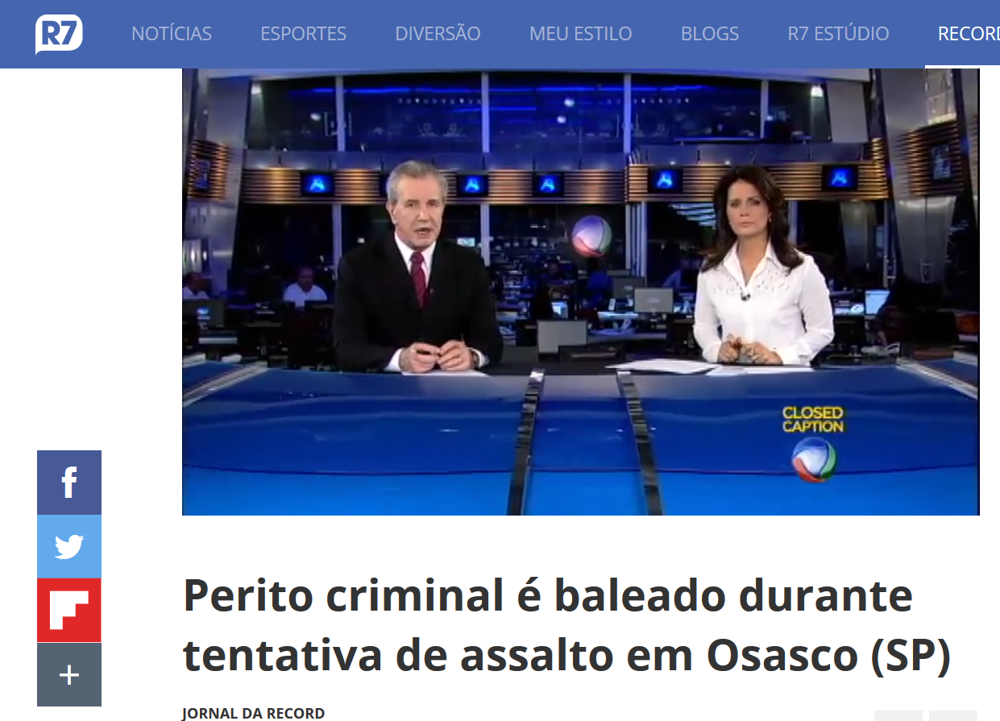 R7 NOTÍCIAS ESPORTES DIVERSÃO MEU ESTILO BLOGS R7 ESTÚDIO RECORD
CLOSED
CAPTION
Perito criminal é baleado durante
tentativa de assalto em Osasco (SP)
JORNAL DA RECORD